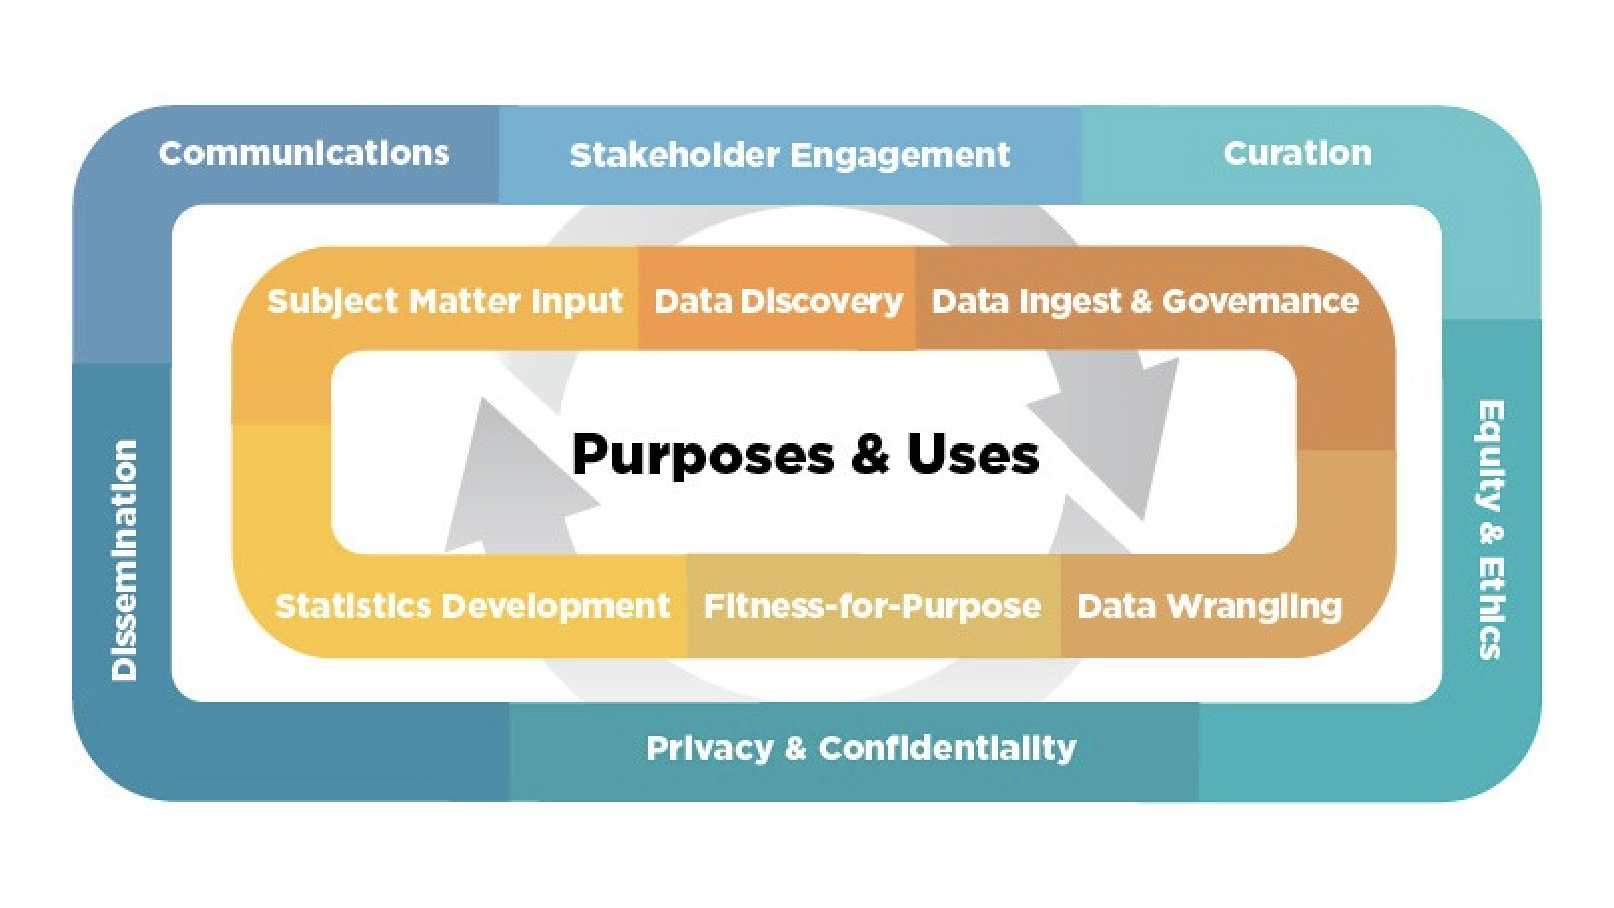 Communications
Stakeholder Engagement
Curation
Subject Matter Input
Data Discovery
Data Ingest & Governance
Purposes & Uses
Dissemination
Equity & Ethics
Statistics Development
Fitness-for-Purpose
Data Wrangling
Privacy & Confidentiality